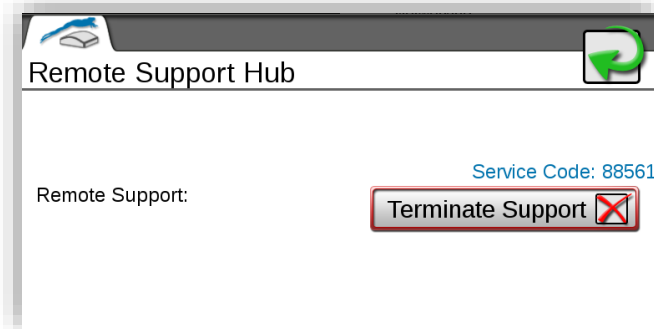 Remote Support Hub
Service Code: 88561
Remote Support:
Terminate Support